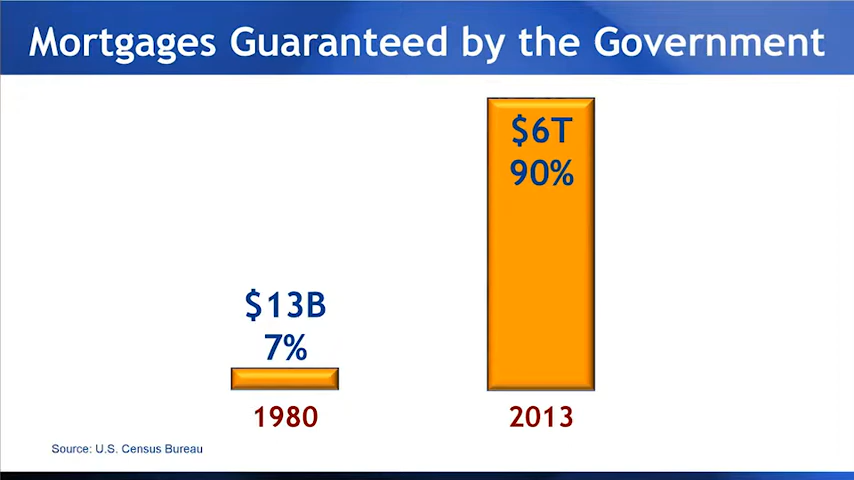 Mortgages Guaranteed by the Government
$6T
90%
$13B
7%
1980
2013
Source: U.S. Census Bureau